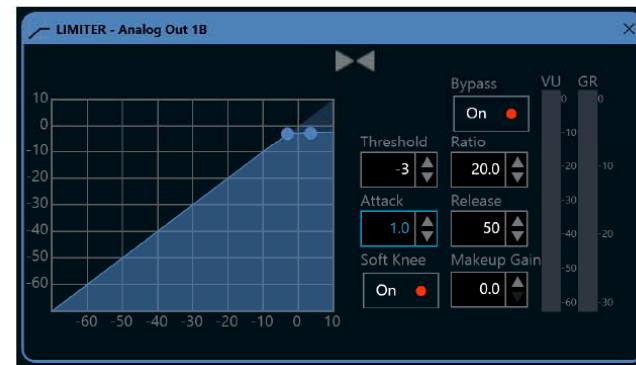 LIMITER - Analog Out 1B
Bypass
On
VU
GR
Threshold
-3
Ratio
20.0
Attack
1.0
Release
50
Soft Knee
On
Makeup Gain
0.0
10
0
-10
-20
-30
-40
-50
-60
-60 -50 -40 -30 -20 -10 0 10
0
-10
-20
-30
-40
-50
-60
0
-10
-20
-30